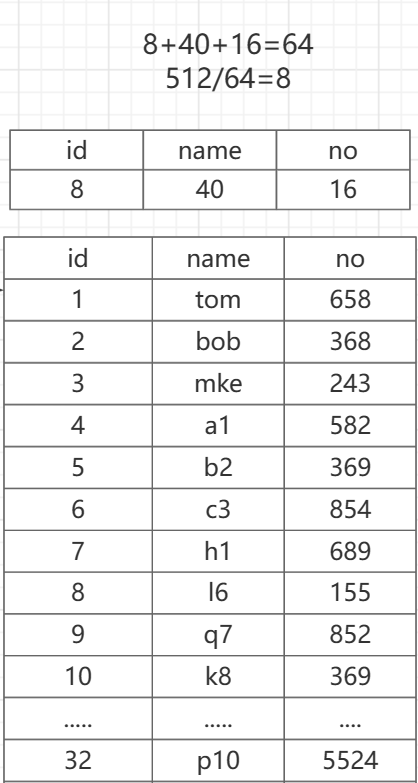 8+40+16=64
512/64=8
id name no
8 40 16
id name no
1 tom 658
2 bob 368
3 mke 243
4 a1 582
5 b2 369
6 c3 854
7 h1 689
8 l6 155
9 q7 852
10 k8 369
..... ..... ....
32 p10 5524